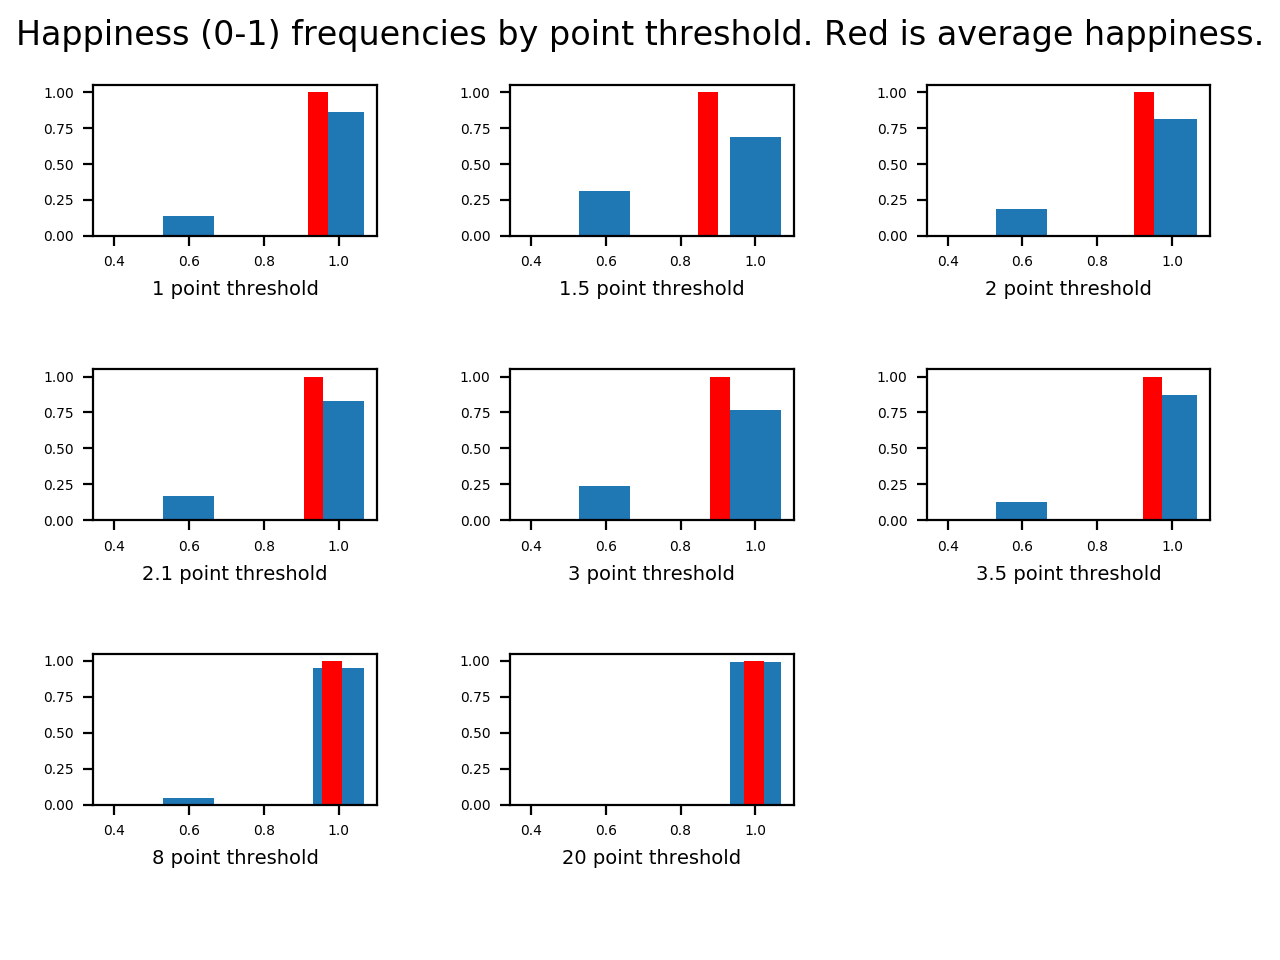 Happiness (0-1) frequencies by point threshold. Red is average happiness.
1.00 1.00 1.00
0.75 0.75 0.75
0.50 0.50 0.50
0.25 0.25 0.25
0.00 0.00 0.00
0.4 0.6 0.8 1.0 0.4 0.6 0.8 1.0 0.4 0.6 0.8 1.0
1 point threshold 1.5 point threshold 2 point threshold
1.00 1.00 1.00
0.75 0.75 0.75
0.50 0.50 0.50
0.25 0.25 0.25
0.00 0.00 0.00
0.4 0.6 0.8 1.0 0.4 0.6 0.8 1.0 0.4 0.6 0.8 1.0
2.1 point threshold 3 point threshold 3.5 point threshold
1.00 1.00
0.75 0.75
0.50 0.50
0.25 0.25
0.00 0.00
0.4 0.6 0.8 1.0 0.4 0.6 0.8 1.0
8 point threshold 20 point threshold